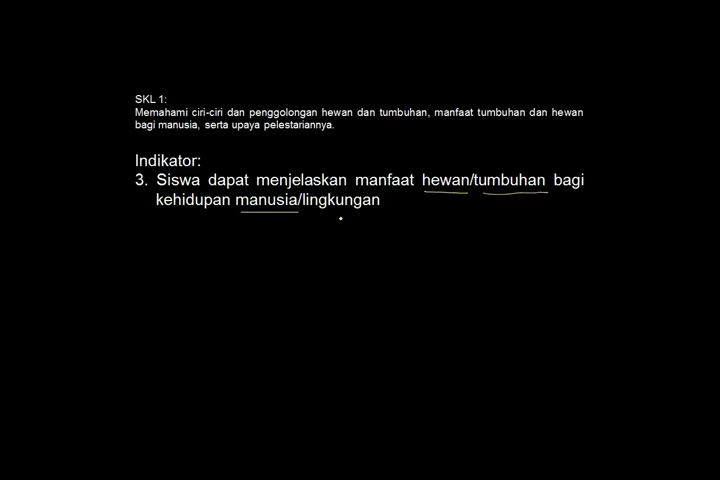 SKL 1:
Memahami ciri-ciri dan penggolongan hewan dan tumbuhan, manfaat tumbuhan dan hewan
bagi manusia, serta upaya pelestariannya.
Indikator:
3. Siswa dapat menjelaskan manfaat hewan/tumbuhan bagi
kehidupan manusia/lingkungan